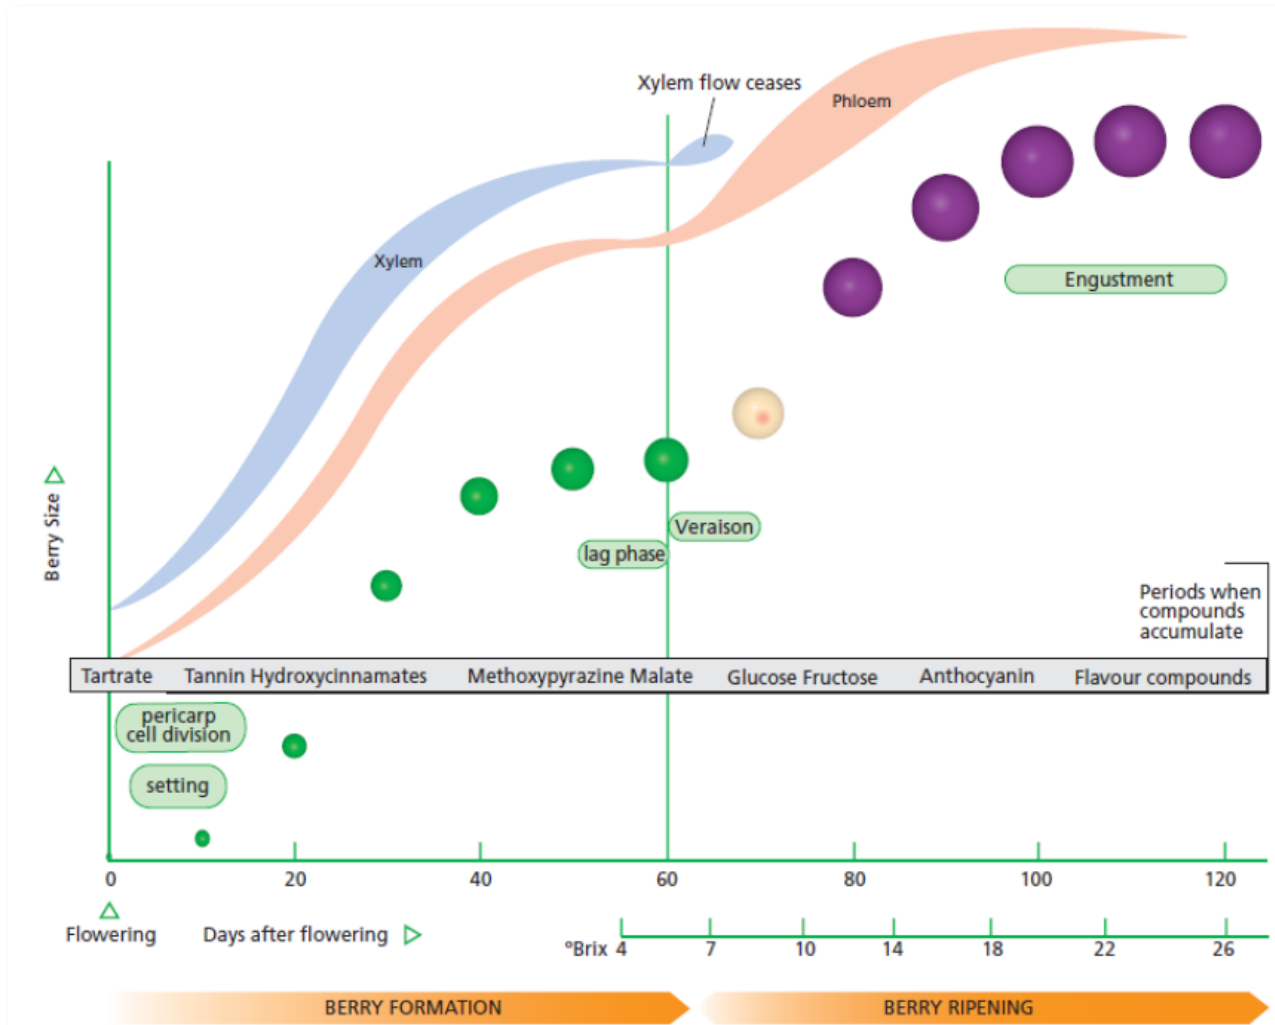 Xylem flow ceases
Phloem
Xylem
Engustment
Berry Size
Veraison
lag phase
Periods when
compounds
accumulate
Tartrate Tannin Hydroxycinnamates Methoxypyrazine Malate Glucose Fructose Anthocyanin Flavour compounds
pericarp
cell division
setting
0 20 40 60 80 100 120
Flowering Days after flowering
ºBrix 4 7 10 14 18 22 26
BERRY FORMATION BERRY RIPENING